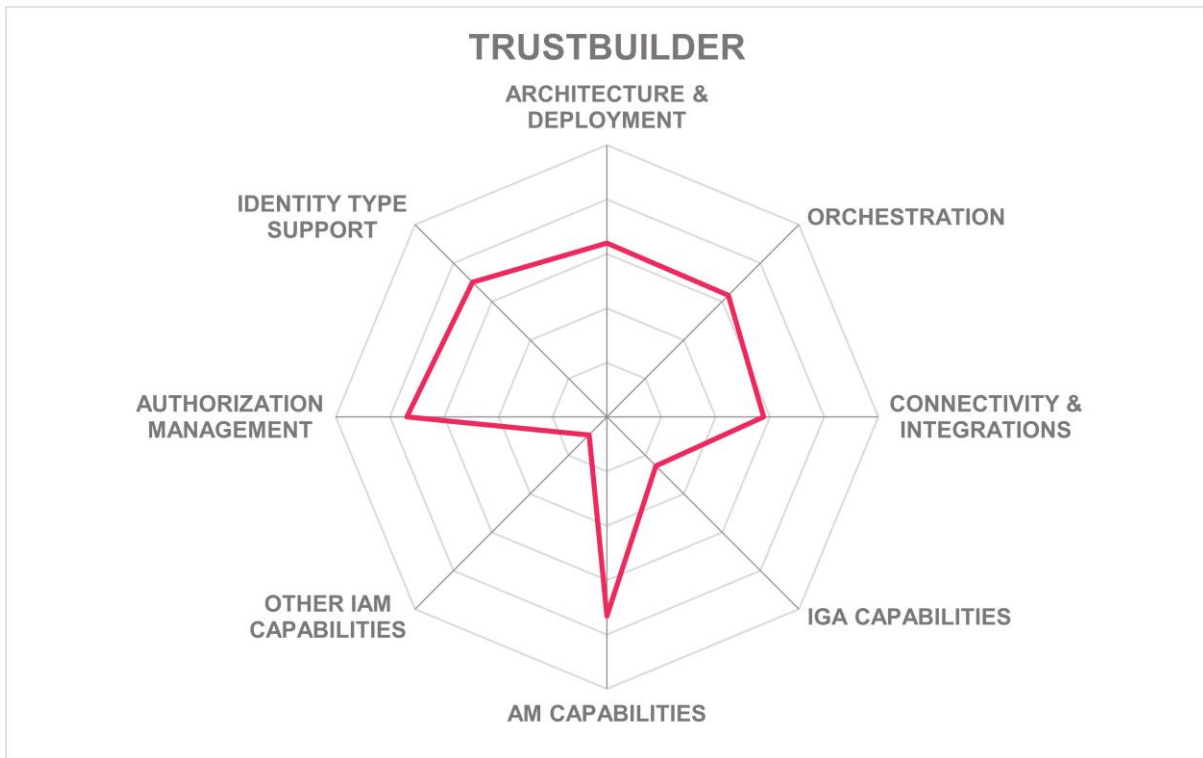 TRUSTBUILDER
ARCHITECTURE &
DEPLOYMENT
ORCHESTRATION
CONNECTIVITY &
INTEGRATIONS
IGA CAPABILITIES
AM CAPABILITIES
OTHER IAM
CAPABILITIES
AUTHORIZATION
MANAGEMENT
IDENTITY TYPE
SUPPORT